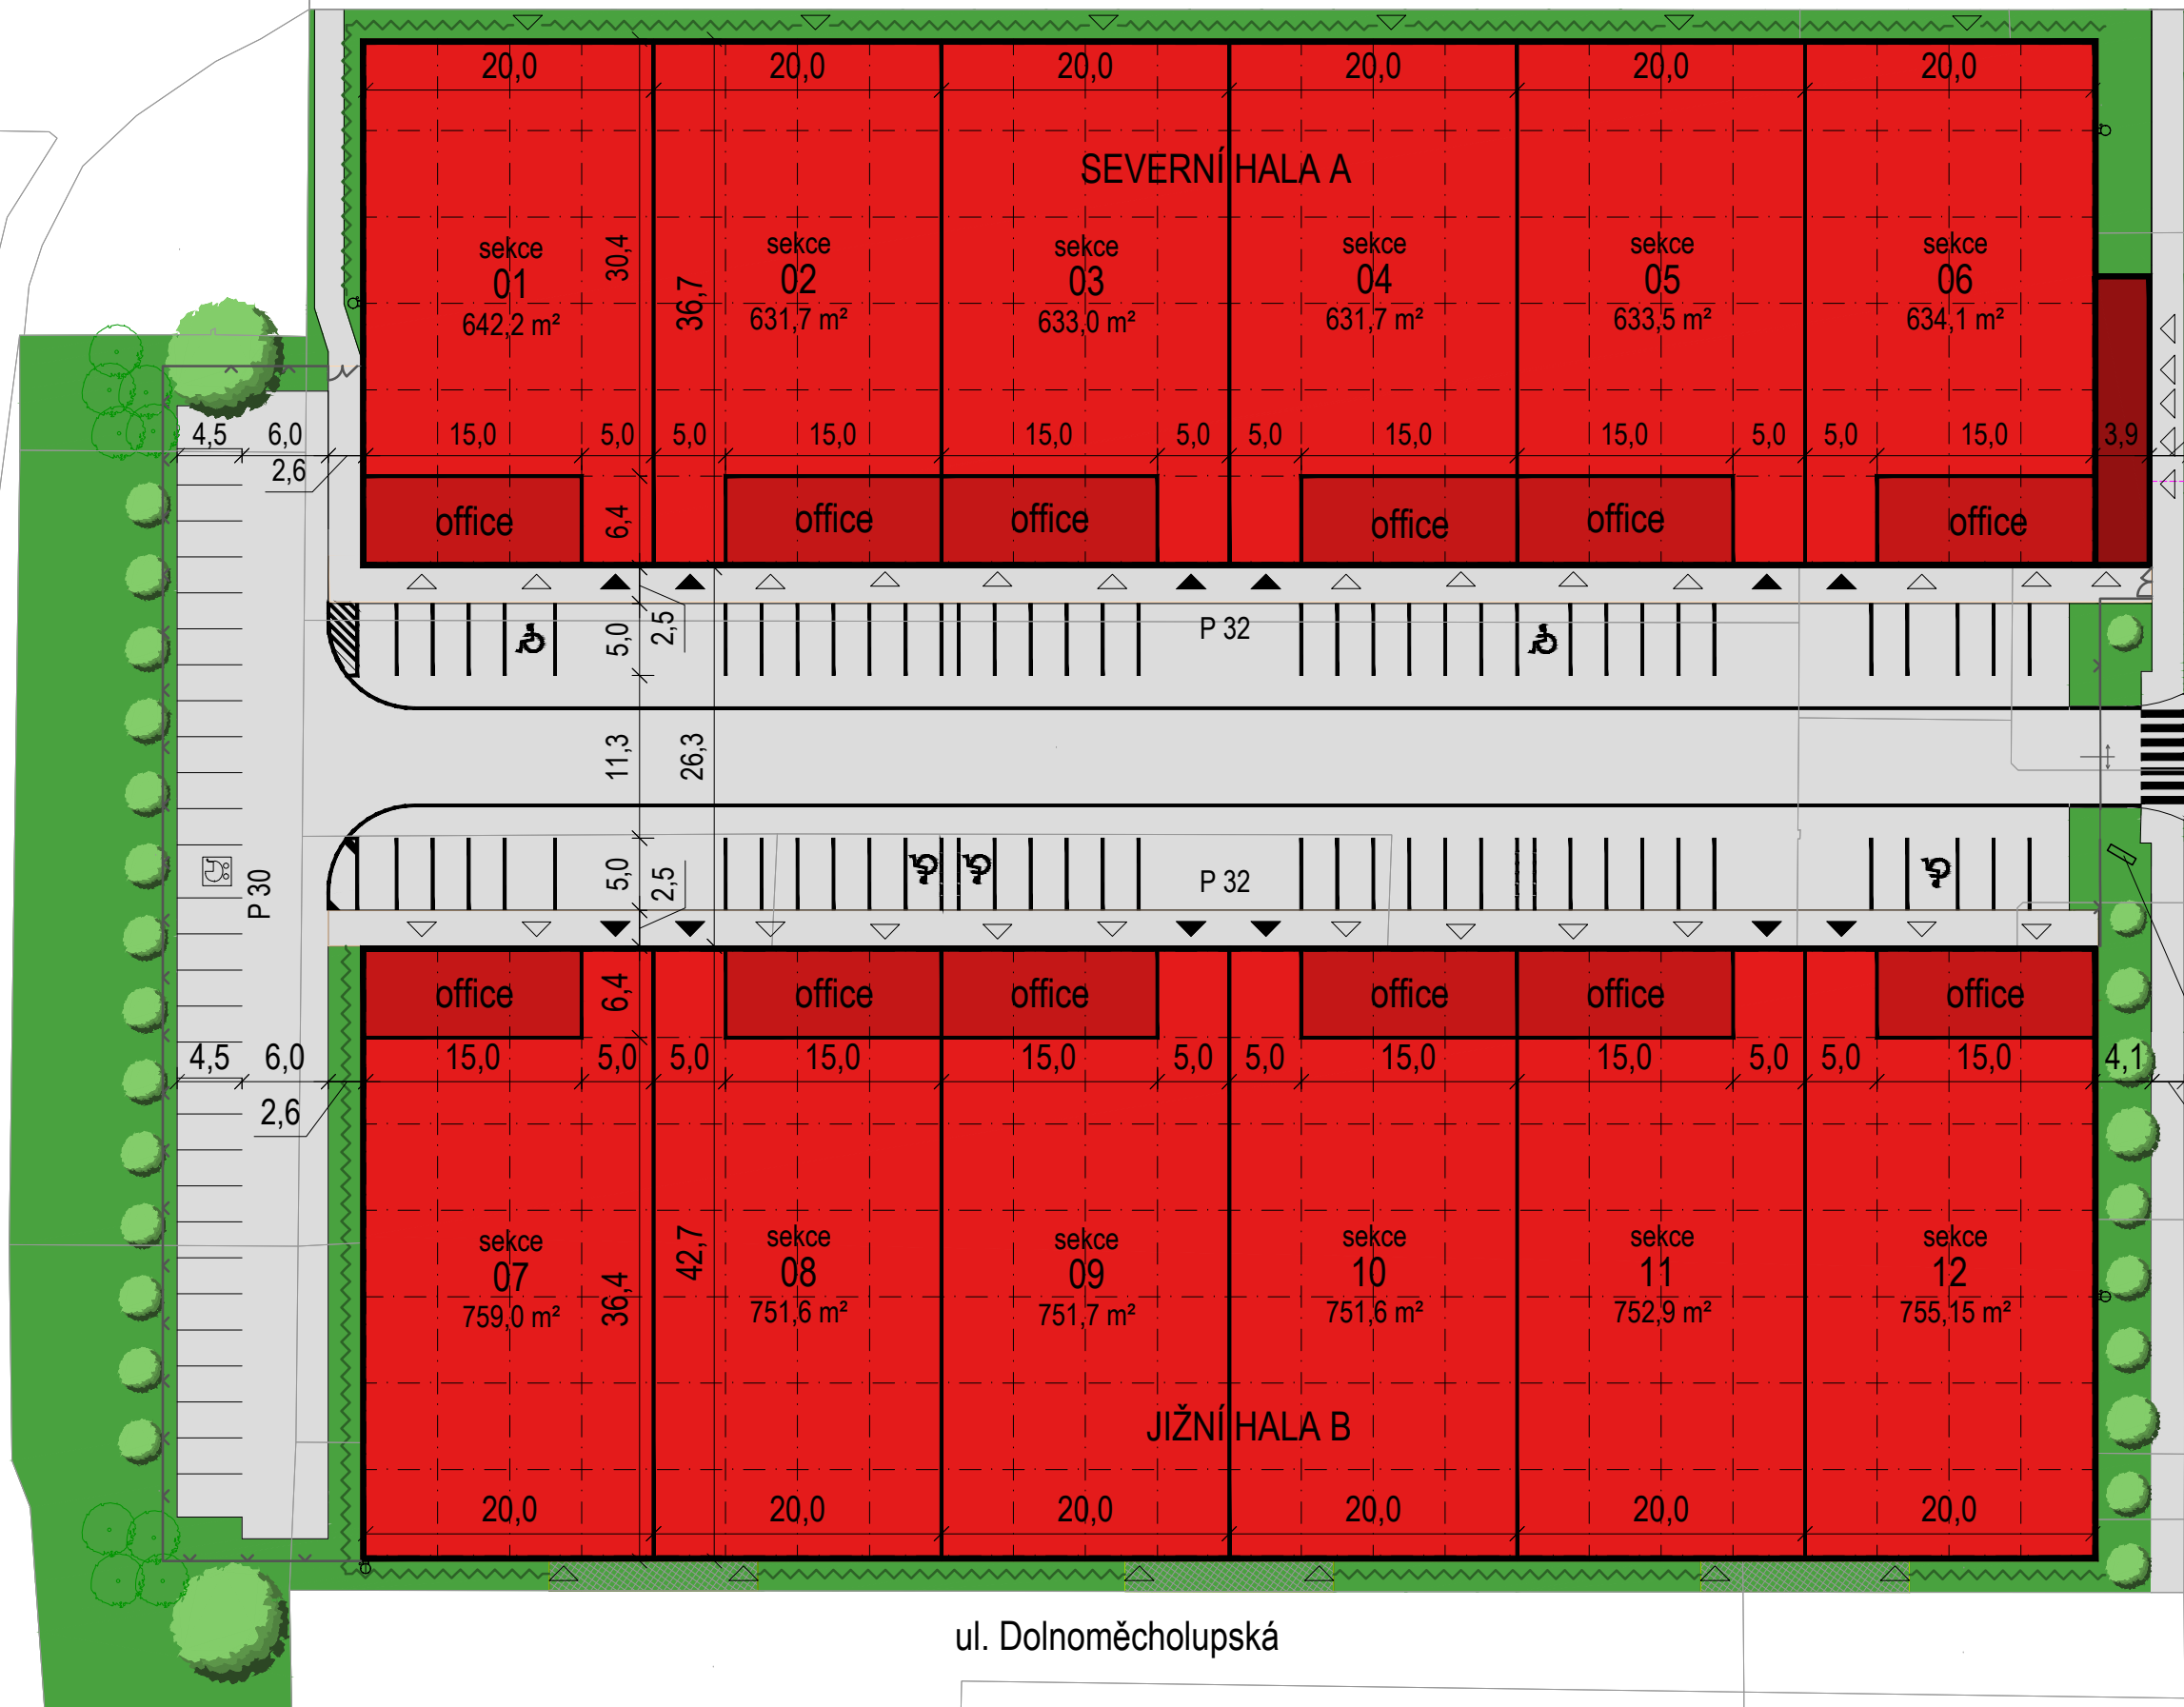 20,0 20,0 20,0 20,0 20,0 20,0
SEVERNÍ HALA A
sekce
01
642,2 m²
30,4
36,7
sekce
02
631,7 m²
sekce
03
633,0 m²
sekce
04
631,7 m²
sekce
05
633,5 m²
sekce
06
634,1 m²
4,5 6,0 15,0 5,0 5,0 15,0 15,0 5,0 5,0 15,0 15,0 5,0 5,0 15,0 3,9
2,6
office 6,4 office office office office office
5,0 2,5 P 32
11,3 26,3
P 30
5,0 2,5 P 32
office 6,4 office office office office office
4,5 6,0 15,0 5,0 5,0 15,0 15,0 5,0 5,0 15,0 15,0 5,0 5,0 15,0 4,1
2,6
sekce
07
759,0 m²
36,4
42,7
sekce
08
751,6 m²
sekce
09
751,7 m²
sekce
10
751,6 m²
sekce
11
752,9 m²
sekce
12
755,15 m²
JIŽNÍ HALA B
20,0 20,0 20,0 20,0 20,0 20,0
ul. Dolnoměcholupská